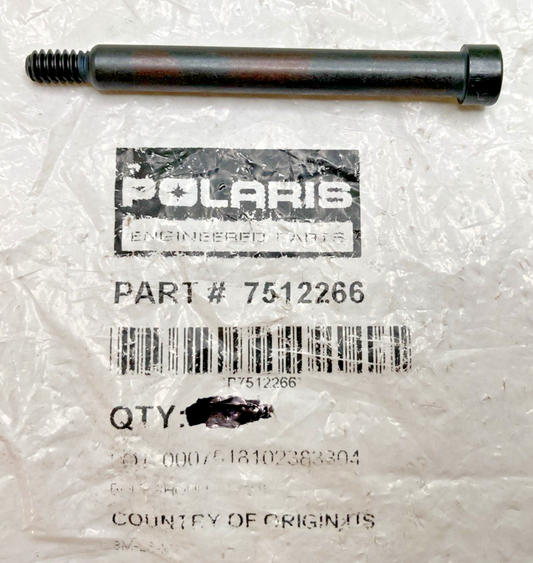 POLARIS
ENGINEERED PARTS
PART # 7512266
*P7512266*
QTY:
COUNTRY OF ORIGIN:US